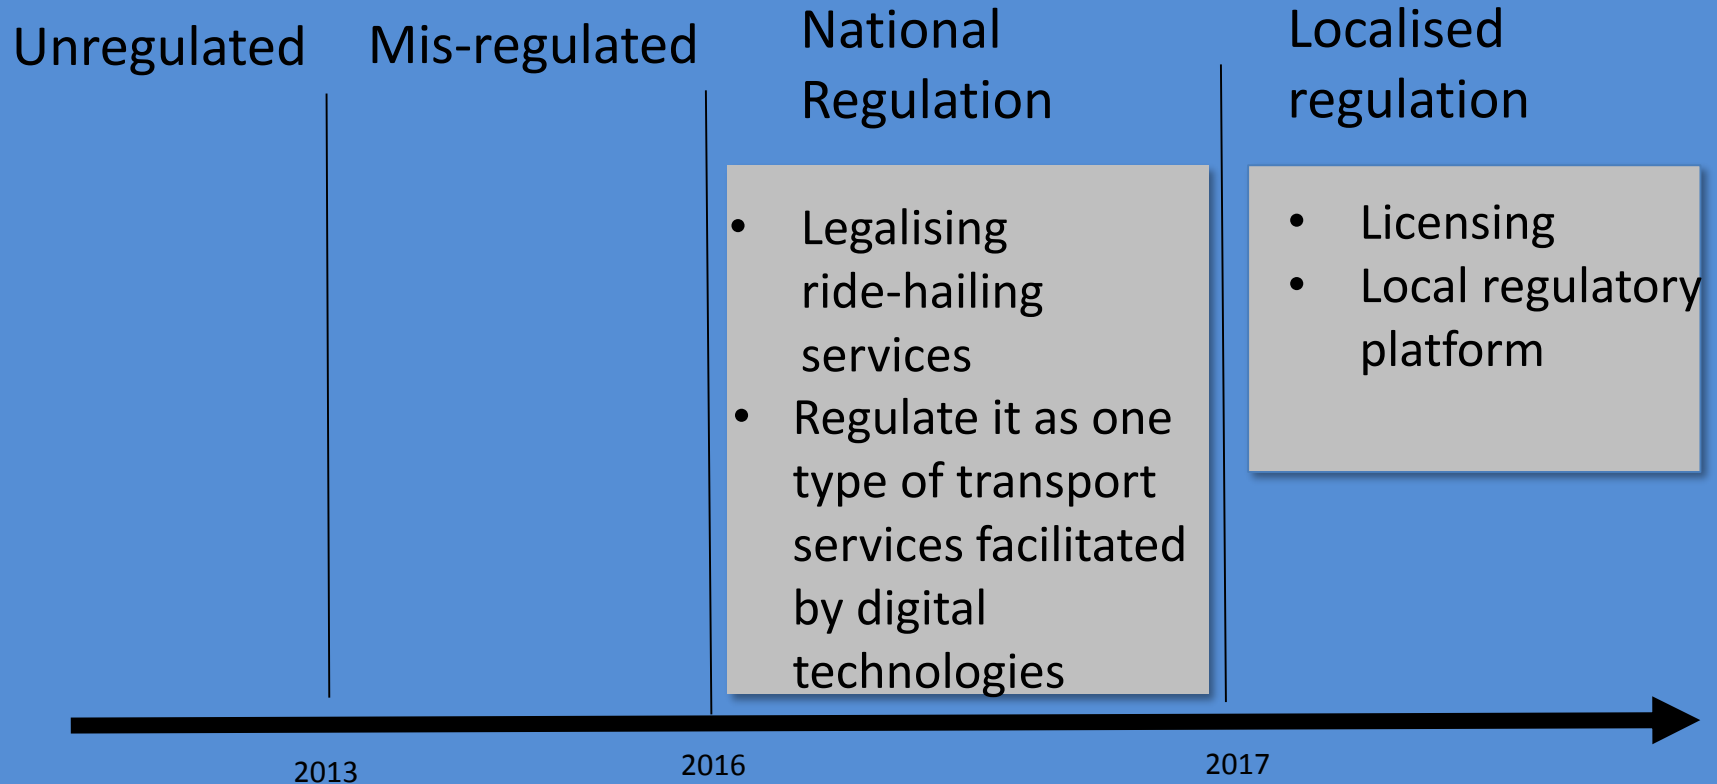 Unregulated
Mis-regulated
National
Regulation
Localised
regulation
• Legalising
ride-hailing
services
• Regulate it as one
type of transport
services facilitated
by digital
technologies
• Licensing
• Local regulatory
platform
2013
2016
2017